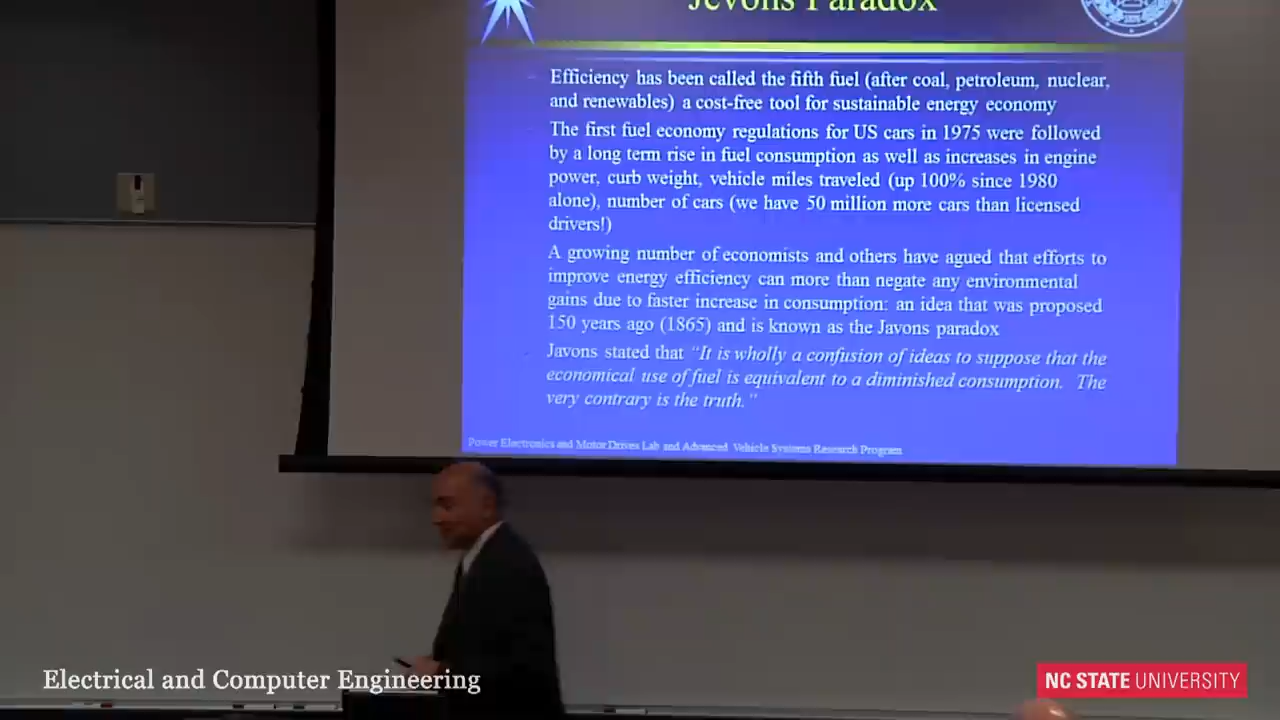 Jevons Paradox
Efficiency has been called the fifth fuel (after coal, petroleum, nuclear,
and renewables) a cost-free tool for sustainable energy economy
The first fuel economy regulations for US cars in 1975 were followed
by a long term rise in fuel consumption as well as increases in engine
power, curb weight, vehicle miles traveled (up 100% since 1980
alone), number of cars (we have 50 million more cars than licensed
drivers!)
A growing number of economists and others have agued that efforts to
improve energy efficiency can more than negate any environmental
gains due to faster increase in consumption: an idea that was proposed
150 years ago (1865) and is known as the Javons paradox
Javons stated that "It is wholly a confusion of ideas to suppose that the
economical use of fuel is equivalent to a diminished consumption. The
very contrary is the truth."
Power Electronics and Motor Drives Lab and Advanced Vehicle Systems Research Program
Electrical and Computer Engineering
NC STATE UNIVERSITY